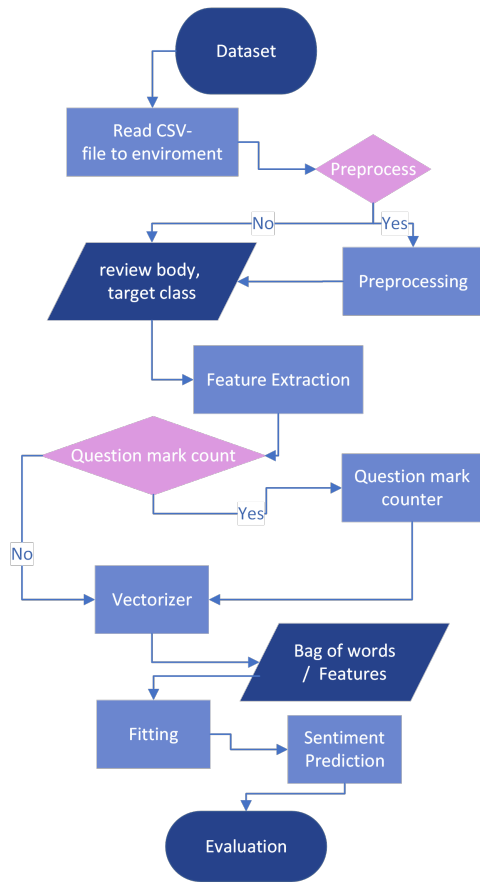 Dataset
Read CSV-
file to enviroment
Preprocess
No
Yes
review body,
target class
Preprocessing
Feature Extraction
Question mark count
Question mark
counter
Yes
No
Vectorizer
Bag of words
/ Features
Fitting
Sentiment
Prediction
Evaluation